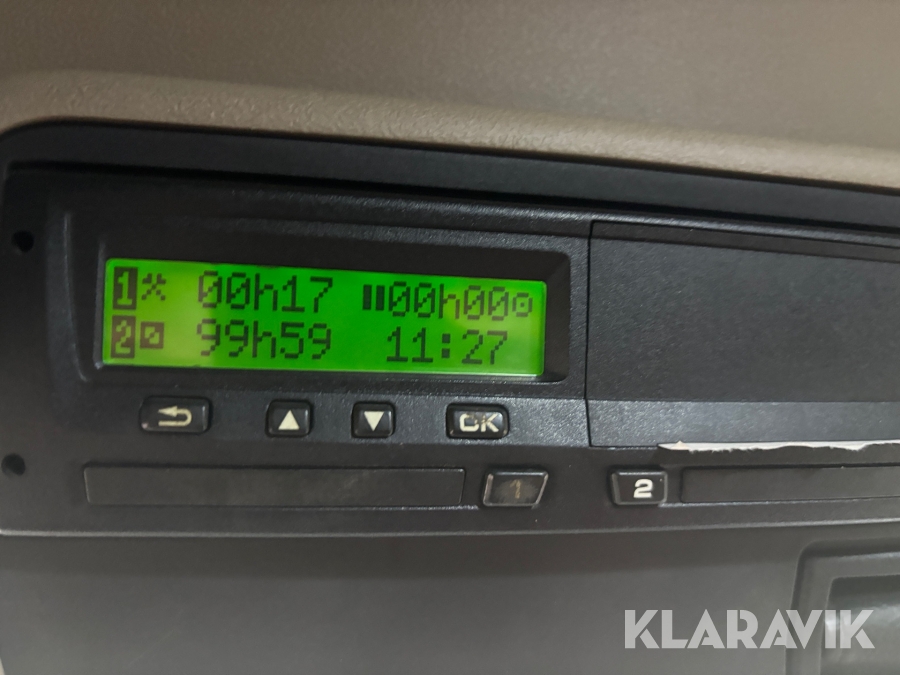 1 00h17 00h00
2 99h59 11:27
OK
1
2
KLARAVIK